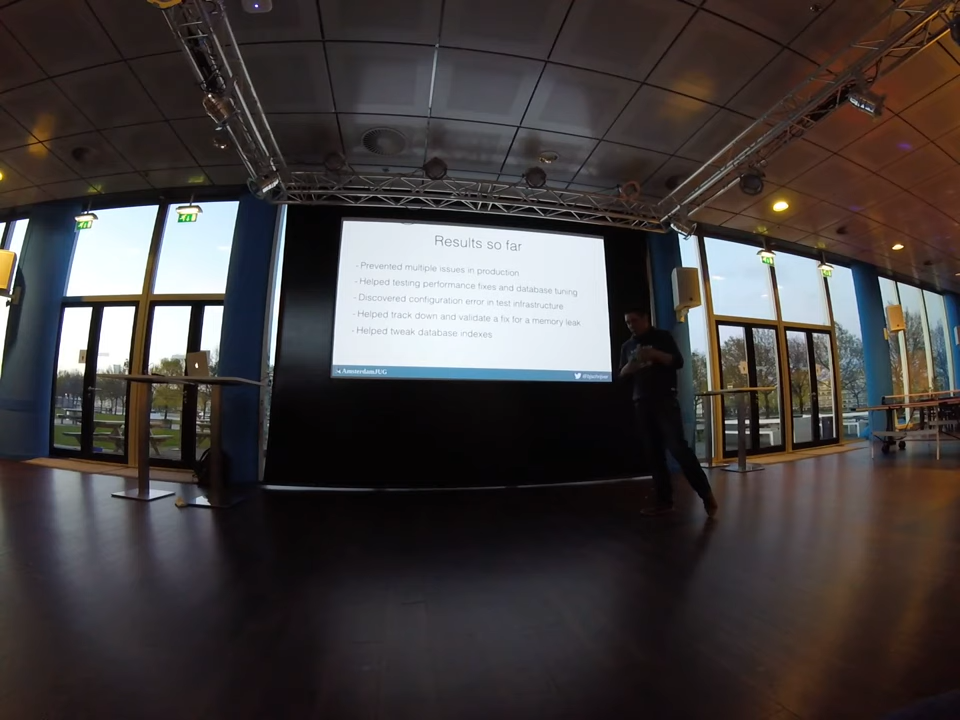 Results so far
- Prevented multiple issues in production
- Helped testing performance fixes and database tuning
- Discovered configuration error in test infrastructure
- Helped track down and validate a fix for a memory leak
- Helped tweak database indexes
AmsterdamJUG